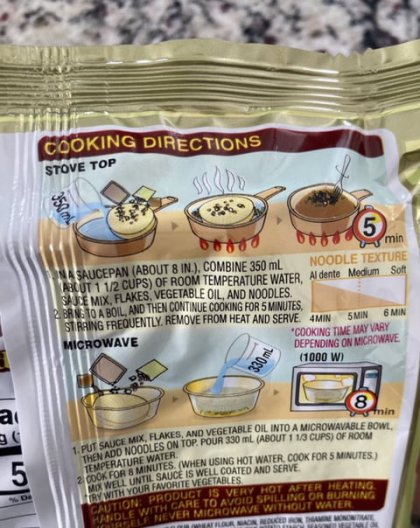 COOKING DIRECTIONS
STOVE TOP
350 mL
5 min
1. IN A SAUCEPAN (ABOUT 8 IN.), COMBINE 350 mL
(ABOUT 1 1/2 CUPS) OF ROOM TEMPERATURE WATER,
SAUCE MIX, FLAKES, VEGETABLE OIL, AND NOODLES.
2. BRING TO A BOIL, AND THEN CONTINUE COOKING FOR 5 MINUTES,
STIRRING FREQUENTLY. REMOVE FROM HEAT AND SERVE.
NOODLE TEXTURE
Al dente Medium Soft
4MIN 5MIN 6MIN
*COOKING TIME MAY VARY
DEPENDING ON MICROWAVE.
MICROWAVE
(1000 W)
330 mL
8 min
1. PUT SAUCE MIX, FLAKES, AND VEGETABLE OIL INTO A MICROWAVABLE BOWL,
THEN ADD NOODLES ON TOP. POUR 330 mL (ABOUT 1 1/3 CUPS) OF ROOM
TEMPERATURE WATER.
2. COOK FOR 8 MINUTES. (WHEN USING HOT WATER, COOK FOR 5 MINUTES.)
MIX WELL UNTIL SAUCE IS WELL COATED AND SERVE.
TRY WITH YOUR FAVORITE VEGETABLES.
CAUTION: PRODUCT IS VERY HOT AFTER HEATING.
HANDLE WITH CARE TO AVOID SPILLING OR BURNING
YOURSELF. NEVER MICROWAVE WITHOUT WATER.
5